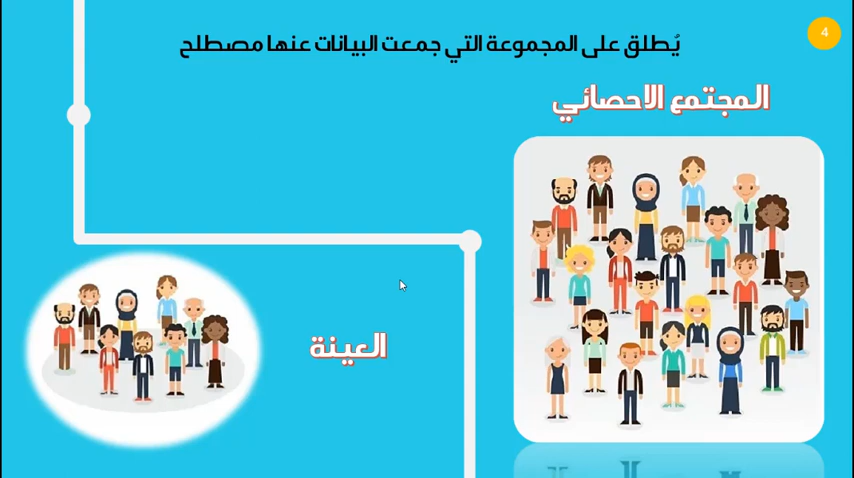 4
يُطلق على المجموعة التي جمعت البيانات عنها مصطلح
المجتمع الاحصائي
العينة